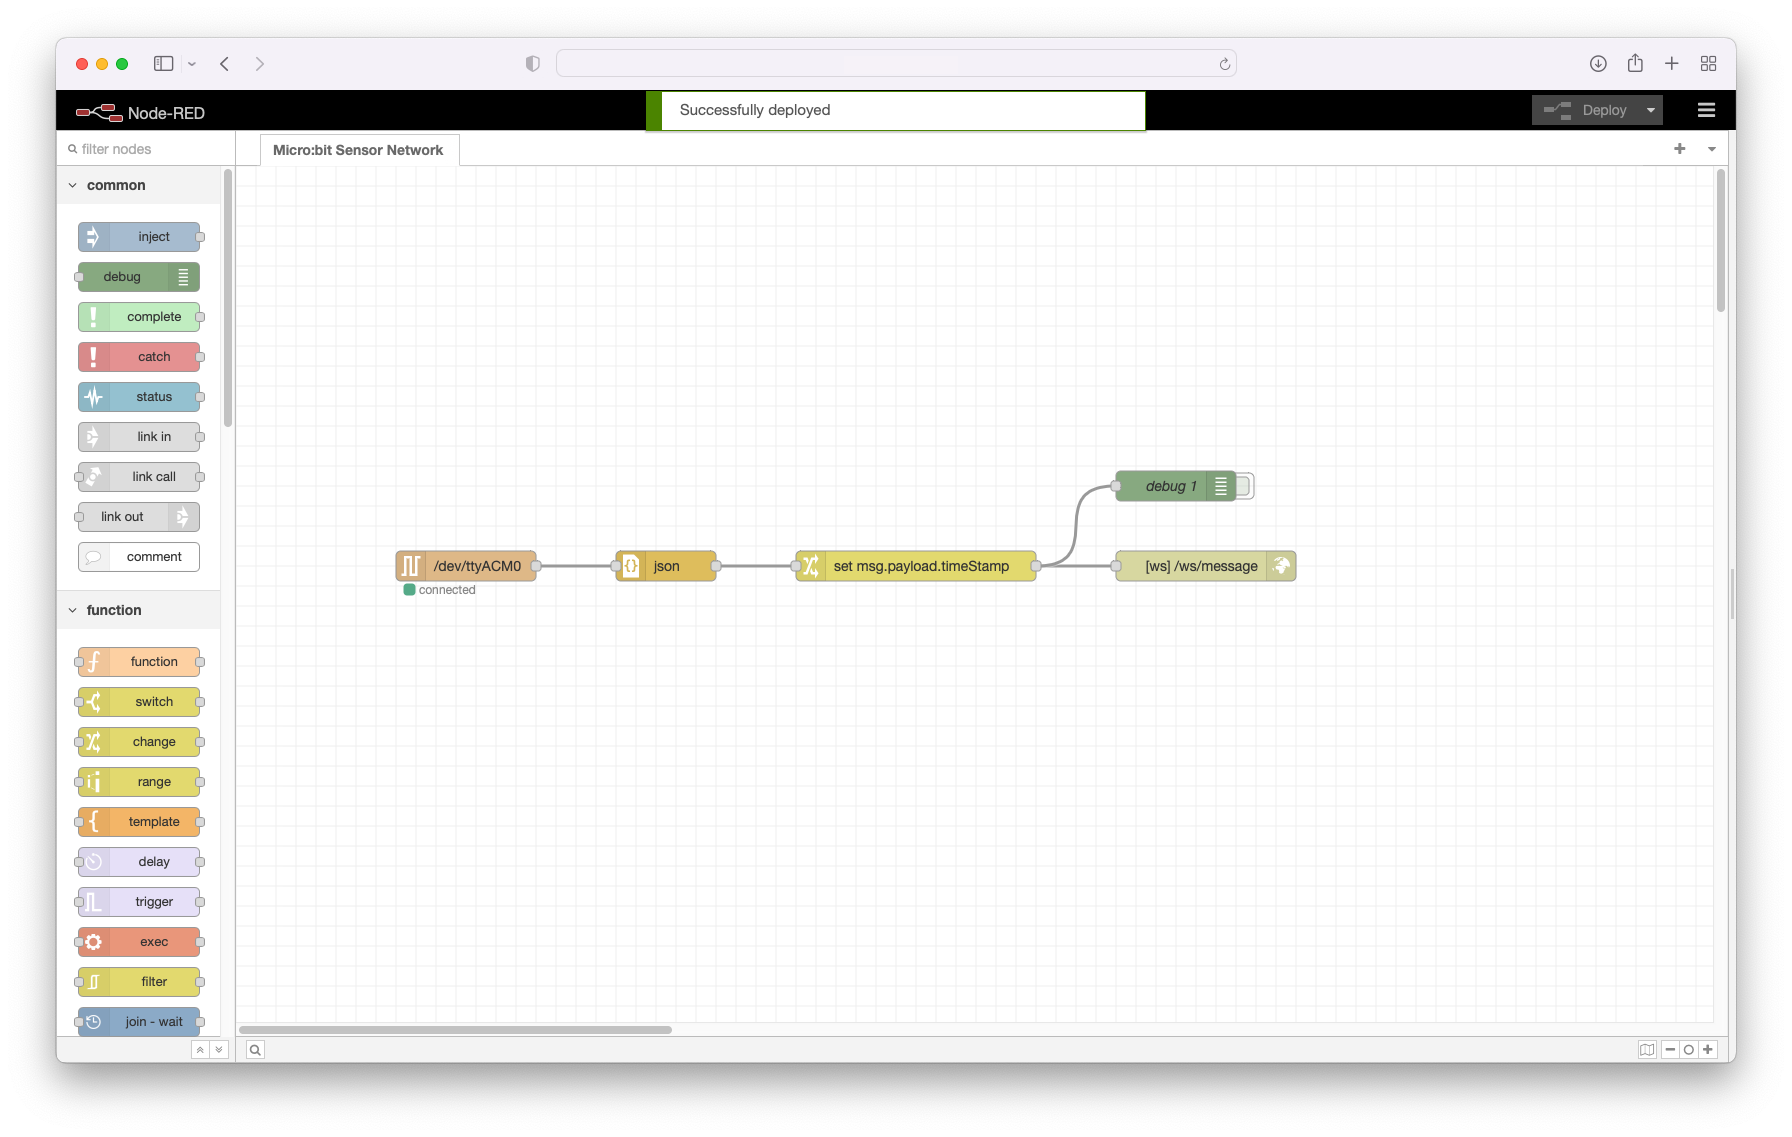 Node-RED
Successfully deployed
Deploy
filter nodes
Micro:bit Sensor Network
common
inject
debug
complete
catch
status
link in
link call
link out
comment
function
function
switch
change
range
template
delay
trigger
exec
filter
join - wait
debug 1
/dev/ttyACM0
json
set msg.payload.timeStamp
[ws] /ws/message
connected